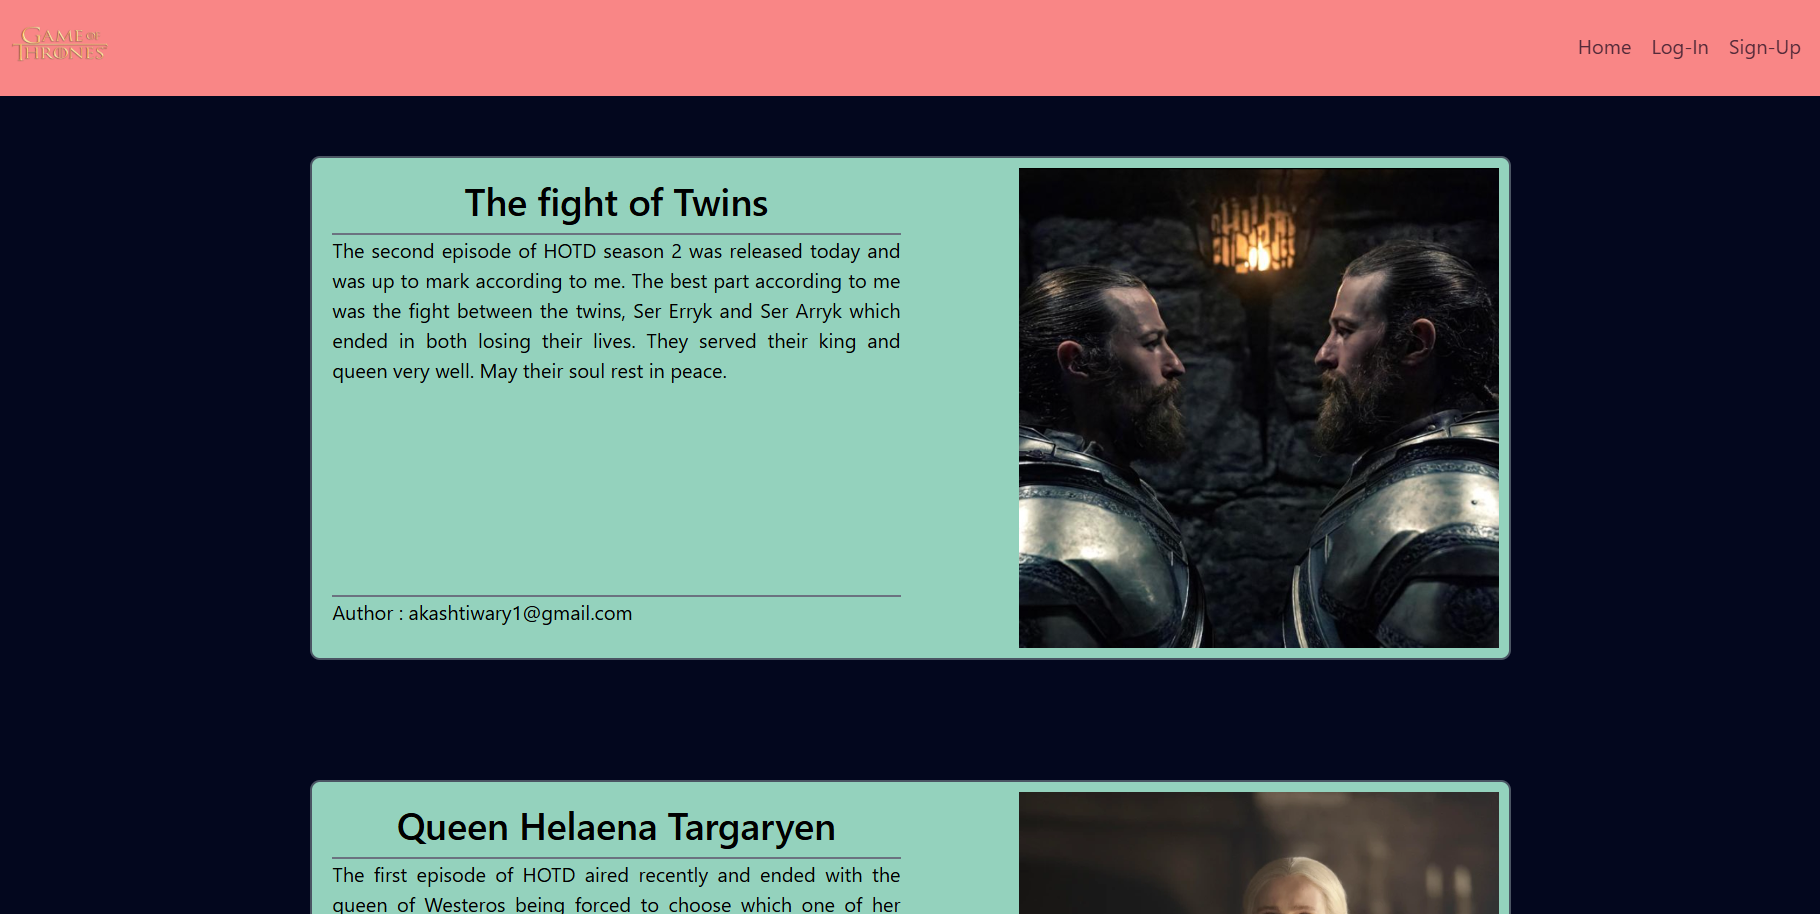 GAME OF
THRONES
Home Log-In Sign-Up
The fight of Twins
The second episode of HOTD season 2 was released today and
was up to mark according to me. The best part according to me
was the fight between the twins, Ser Erryk and Ser Arryk which
ended in both losing their lives. They served their king and
queen very well. May their soul rest in peace.
Author : akashtiwary1@gmail.com
Queen Helaena Targaryen
The first episode of HOTD aired recently and ended with the
queen of Westeros being forced to choose which one of her